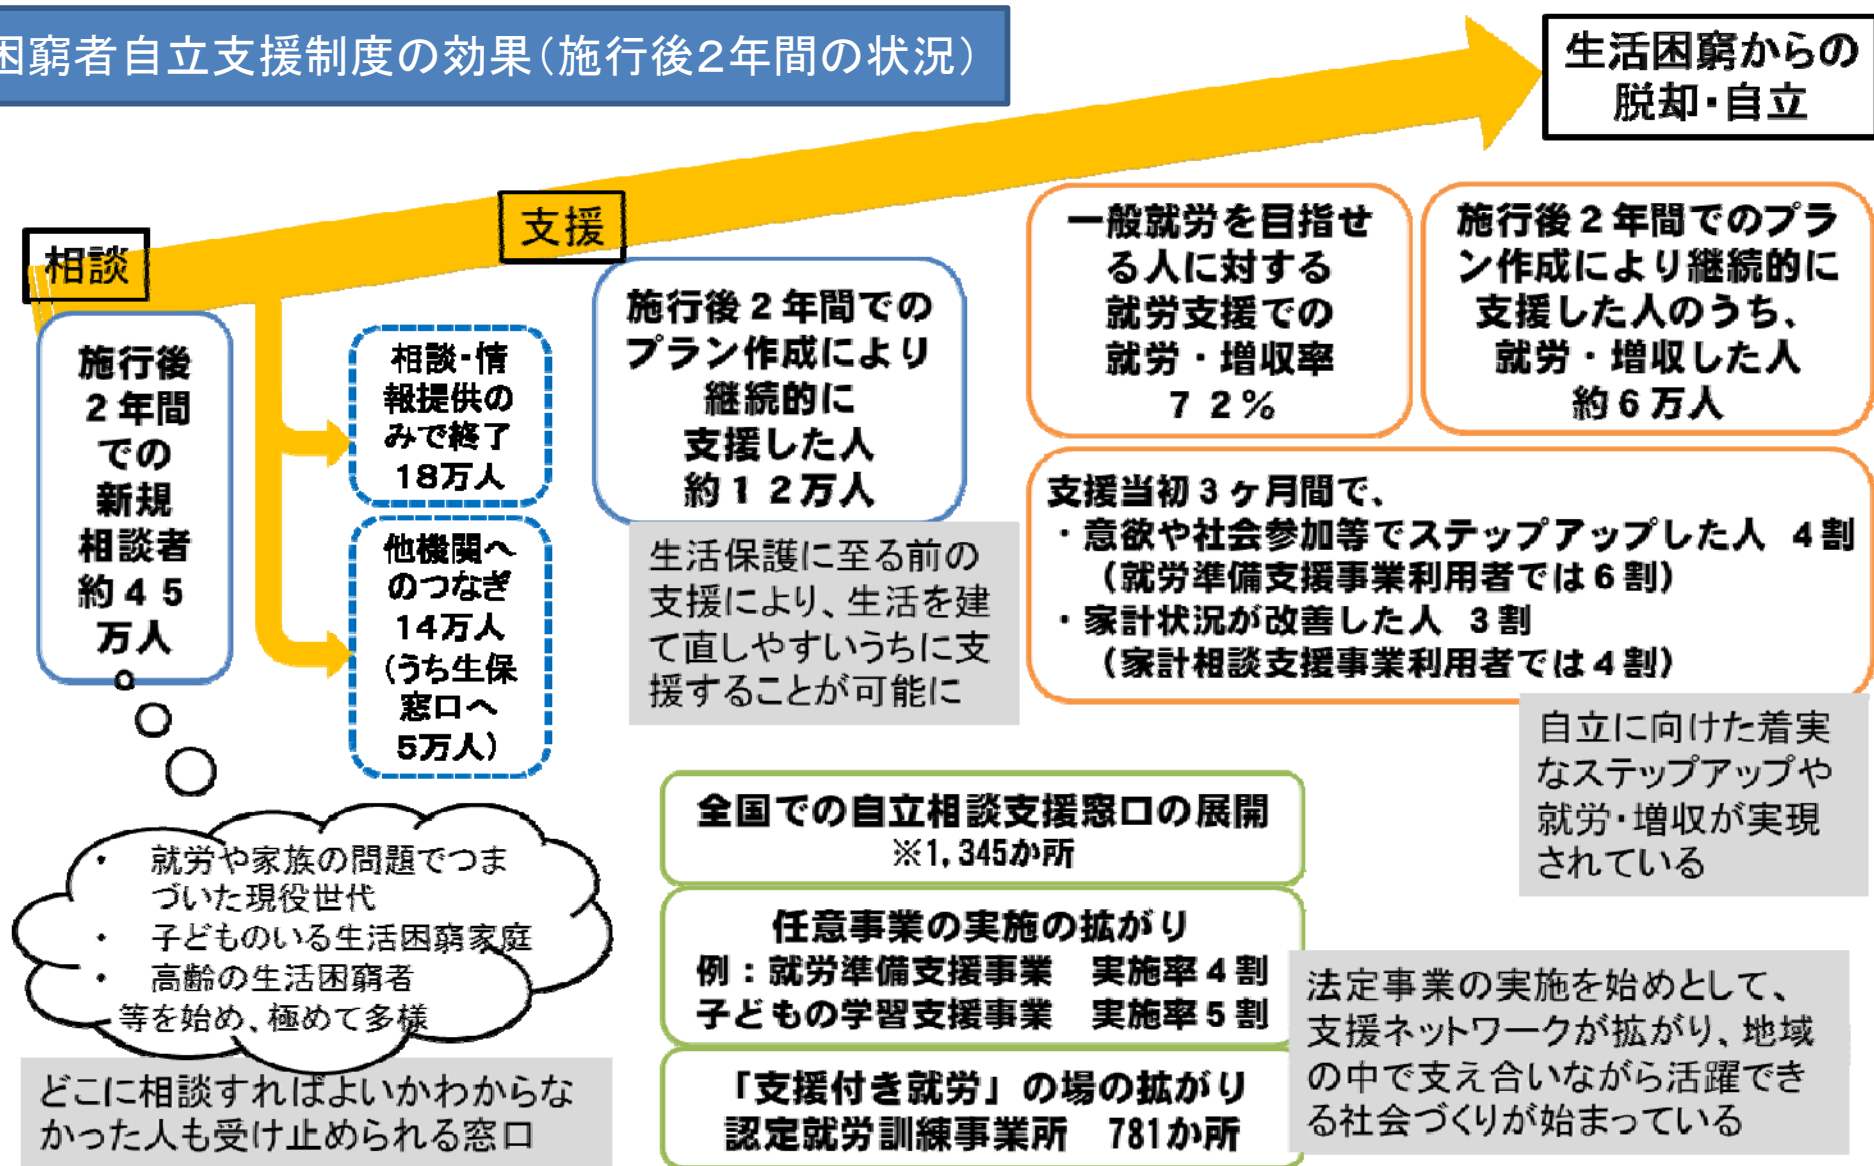 困窮者自立支援制度の効果(施行後2年間の状況)
生活困窮からの
脱却・自立
相談
支援
施行後
2年間
での
新規
相談者
約45
万人
相談・情
報提供の
みで終了
18万人
他機関へ
のつなぎ
14万人
(うち生保
窓口へ
5万人)
施行後2年間での
プラン作成により
継続的に
支援した人
約12万人
生活保護に至る前の
支援により、生活を建
て直しやすいうちに支
援することが可能に
一般就労を目指せ
る人に対する
就労支援での
就労・増収率
72%
施行後2年間でのプラ
ン作成により継続的に
支援した人のうち、
就労・増収した人
約6万人
支援当初3ヶ月間で、
・意欲や社会参加等でステップアップした人 4割
(就労準備支援事業利用者では6割)
・家計状況が改善した人 3割
(家計相談支援事業利用者では4割)
自立に向けた着実
なステップアップや
就労・増収が実現
されている
・ 就労や家族の問題でつま
づいた現役世代
・ 子どものいる生活困窮家庭
・ 高齢の生活困窮者
等を始め、極めて多様
どこに相談すればよいかわからな
かった人も受け止められる窓口
全国での自立相談支援窓口の展開
※1,345か所
任意事業の実施の拡がり
例:就労準備支援事業 実施率4割
子どもの学習支援事業 実施率5割
「支援付き就労」の場の拡がり
認定就労訓練事業所 781か所
法定事業の実施を始めとして、
支援ネットワークが拡がり、地域
の中で支え合いながら活躍でき
る社会づくりが始まっている